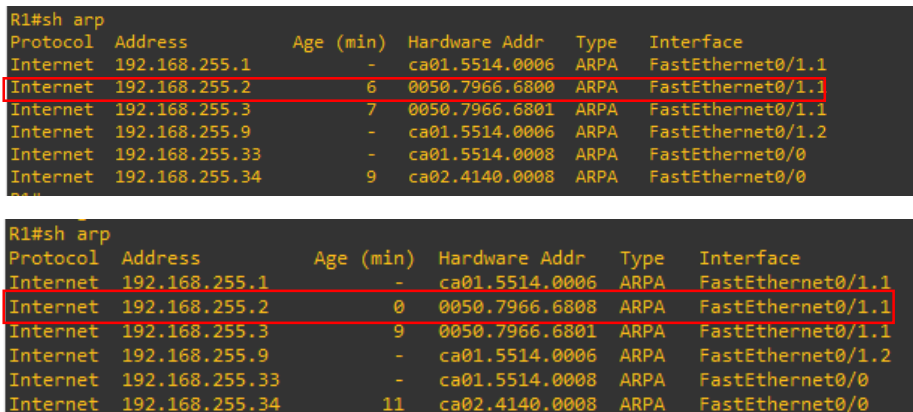 R1#sh arp
Protocol  Address          Age (min)  Hardware Addr   Type   Interface
Internet  192.168.255.1           -   ca01.5514.0006  ARPA   FastEthernet0/1.1
Internet  192.168.255.2           6   0050.7966.6800  ARPA   FastEthernet0/1.1
Internet  192.168.255.3           7   0050.7966.6801  ARPA   FastEthernet0/1.1
Internet  192.168.255.9           -   ca01.5514.0006  ARPA   FastEthernet0/1.2
Internet  192.168.255.33          -   ca01.5514.0008  ARPA   FastEthernet0/0
Internet  192.168.255.34          9   ca02.4140.0008  ARPA   FastEthernet0/0
R1#sh arp
Protocol  Address          Age (min)  Hardware Addr   Type   Interface
Internet  192.168.255.1           -   ca01.5514.0006  ARPA   FastEthernet0/1.1
Internet  192.168.255.2           0   0050.7966.6808  ARPA   FastEthernet0/1.1
Internet  192.168.255.3           9   0050.7966.6801  ARPA   FastEthernet0/1.1
Internet  192.168.255.9           -   ca01.5514.0006  ARPA   FastEthernet0/1.2
Internet  192.168.255.33          -   ca01.5514.0008  ARPA   FastEthernet0/0
Internet  192.168.255.34         11   ca02.4140.0008  ARPA   FastEthernet0/0